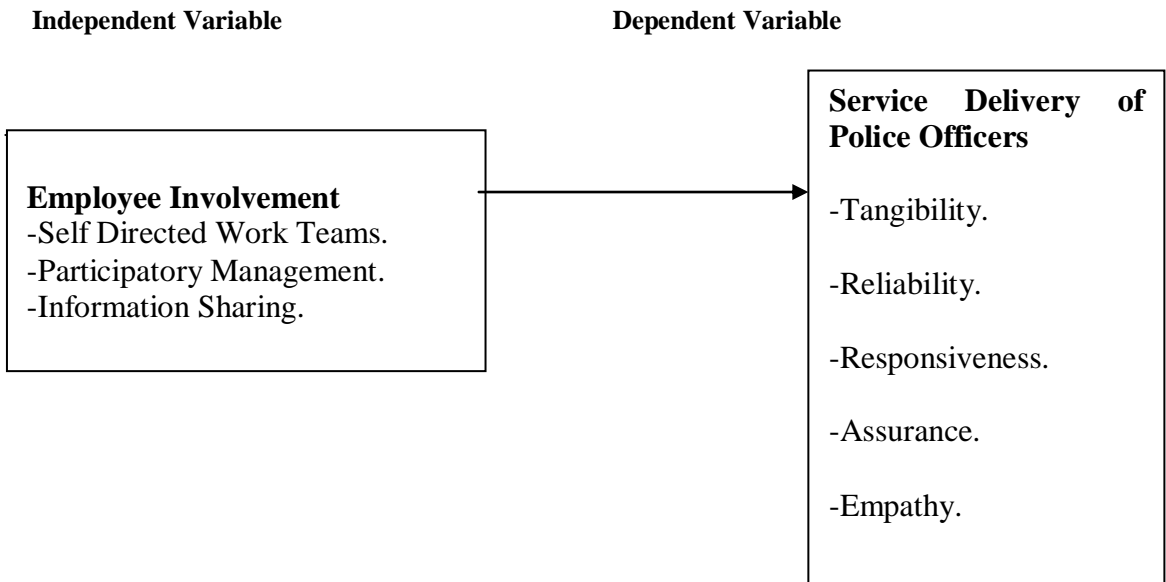 Independent Variable
Dependent Variable
Employee Involvement
-Self Directed Work Teams.
-Participatory Management.
-Information Sharing.
Service Delivery of
Police Officers
-Tangibility.
-Reliability.
-Responsiveness.
-Assurance.
-Empathy.